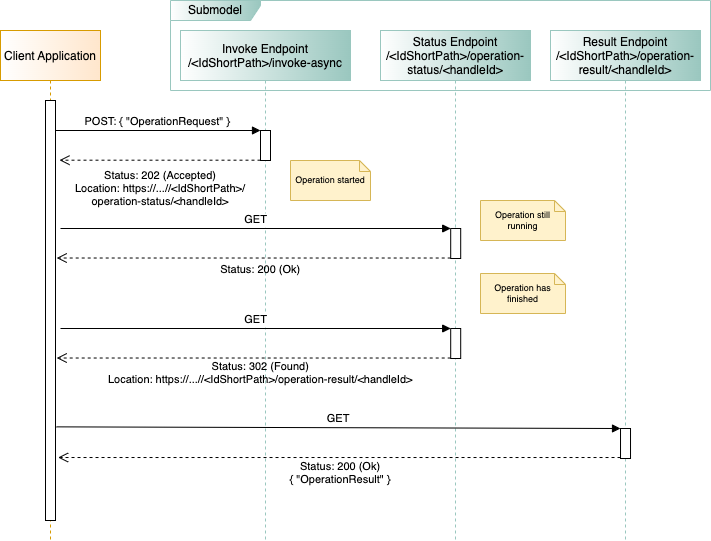 Submodel
Client Application
Invoke Endpoint
/<IdShortPath>/invoke-async
Status Endpoint
/<IdShortPath>/operation-
status/<handleId>
Result Endpoint
/<IdShortPath>/operation-
result/<handleId>
POST: { "OperationRequest" }
Status: 202 (Accepted)
Location: https://...//<IdShortPath>/
operation-status/<handleId>
Operation started
GET
Operation still
running
Status: 200 (Ok)
Operation has
finished
GET
Status: 302 (Found)
Location: https://...//<IdShortPath>/operation-result/<handleId>
GET
Status: 200 (Ok)
{ "OperationResult" }